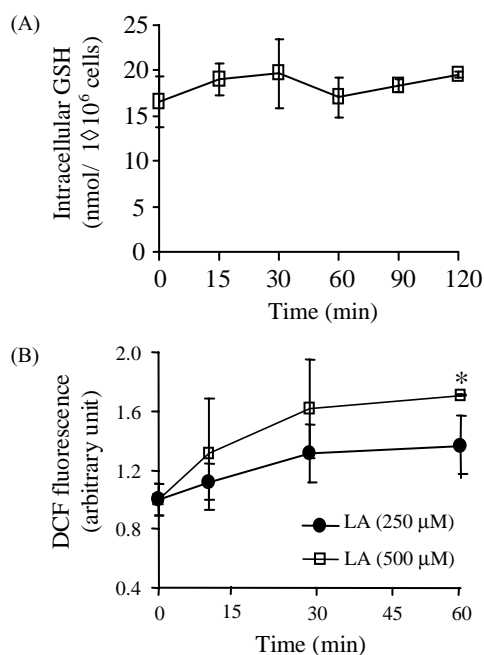 (A)
Intracellular GSH
(nmol/ 1◊10⁶ cells)
25
20
15
10
5
0
0 15 30 60 90 120
Time (min)
(B)
DCF fluorescence
(arbitrary unit)
2.0
1.6
1.2
0.8
0.4
*
LA (250 µM)
LA (500 µM)
0 15 30 45 60
Time (min)